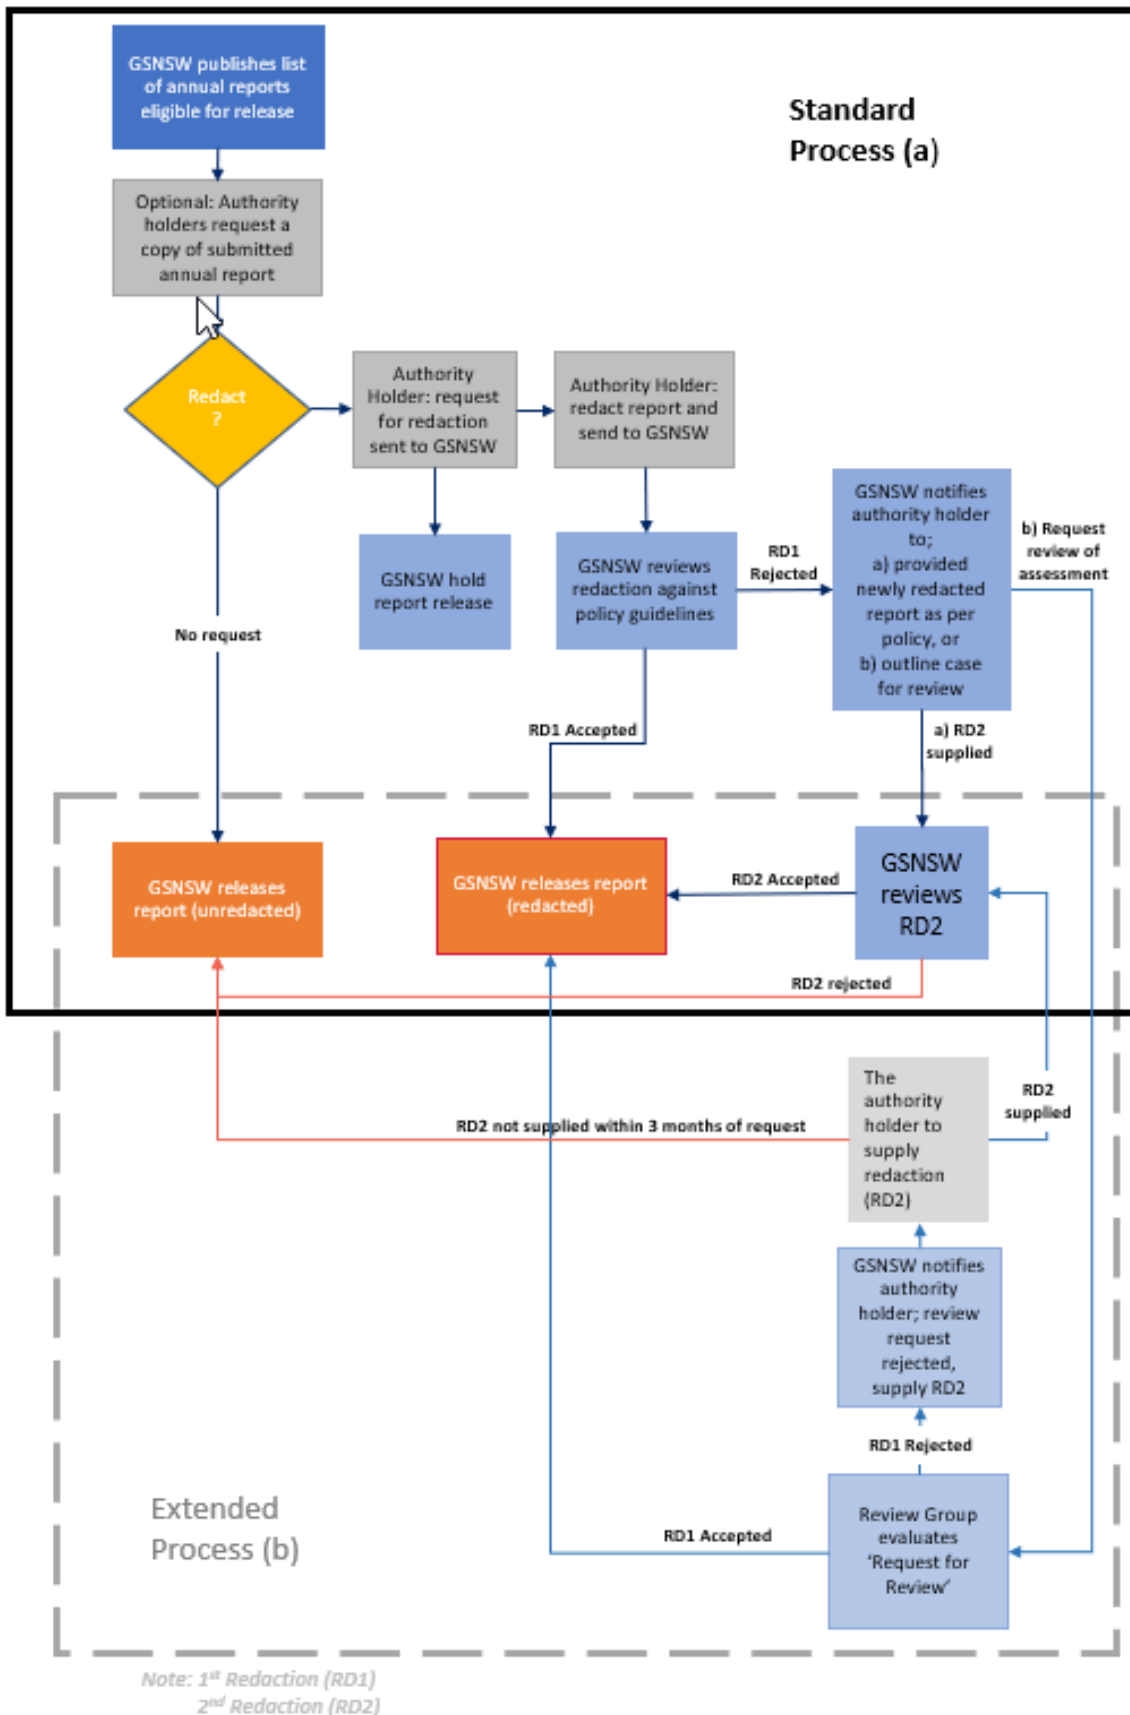 GSNSW publishes list
of annual reports
eligible for release
Standard
Process (a)
Optional: Authority
holders request a
copy of submitted
annual report
Redact
?
Authority
Holder: request
for redaction
sent to GSNSW
Authority Holder:
redact report and
send to GSNSW
GSNSW hold
report release
GSNSW reviews
redaction against
policy guidelines
RD1
Rejected
GSNSW notifies
authority holder
to;
a) provided
newly redacted
report as per
policy, or
b) outline case
for review
b) Request
review of
assessment
No request
RD1 Accepted
a) RD2
supplied
GSNSW releases
report (unredacted)
GSNSW releases report
(redacted)
RD2 Accepted
GSNSW
reviews
RD2
RD2 rejected
The
authority
holder to
supply
redaction
(RD2)
RD2
supplied
RD2 not supplied within 3 months of request
GSNSW notifies
authority
holder; review
request
rejected,
supply RD2
RD1 Rejected
Extended
Process (b)
RD1 Accepted
Review Group
evaluates
‘Request for
Review’
Note: 1st Redaction (RD1)
2nd Redaction (RD2)